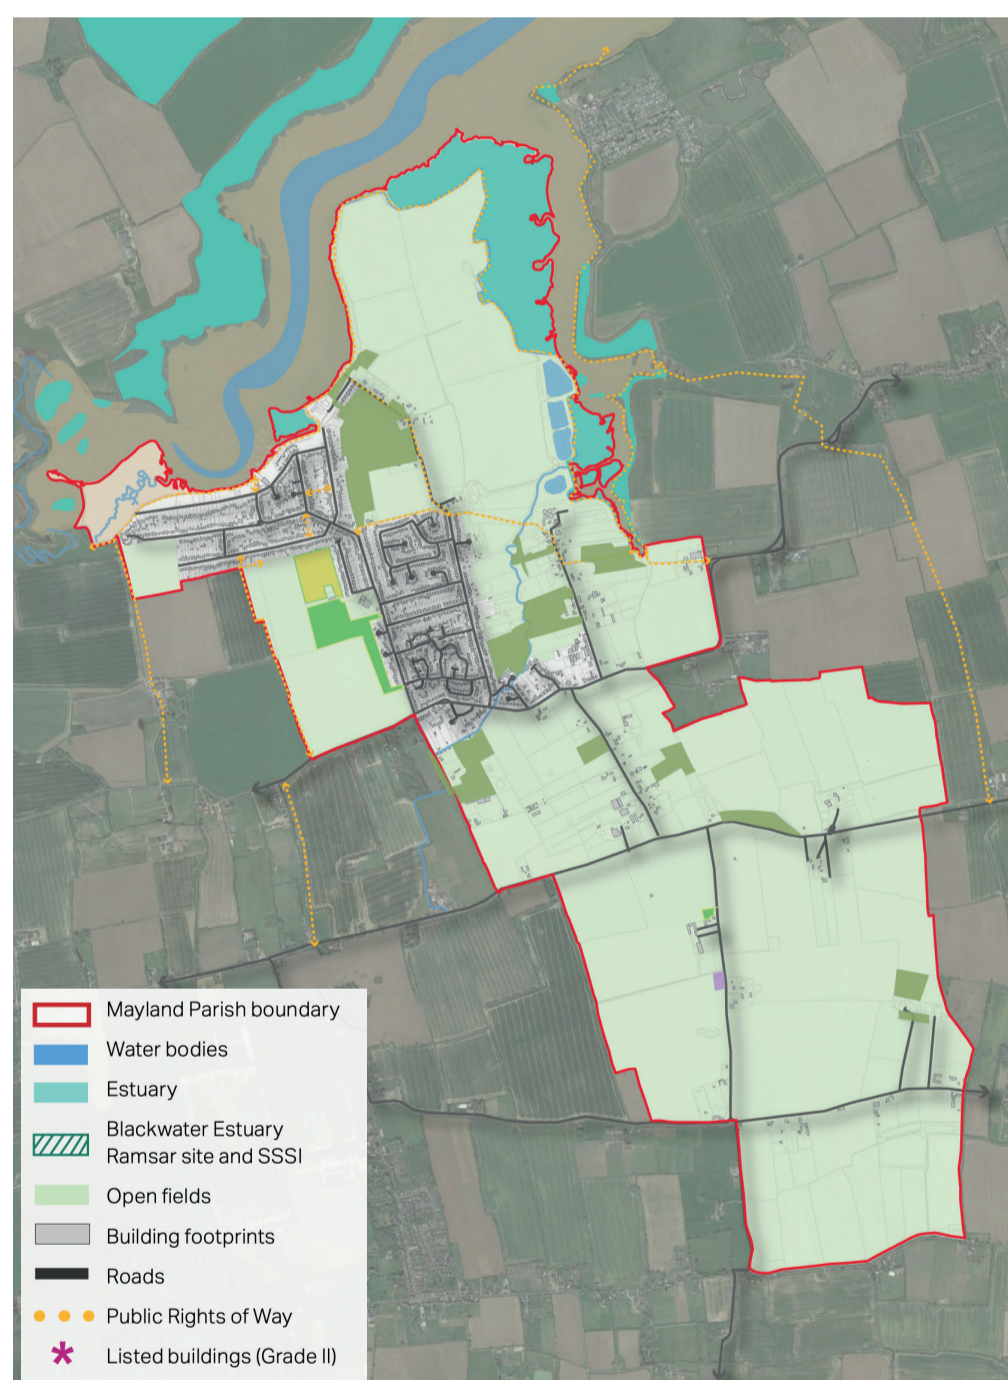 Mayland Parish boundary
Water bodies
Estuary
Blackwater Estuary
Ramsar site and SSSI
Open fields
Building footprints
Roads
Public Rights of Way
Listed buildings (Grade II)